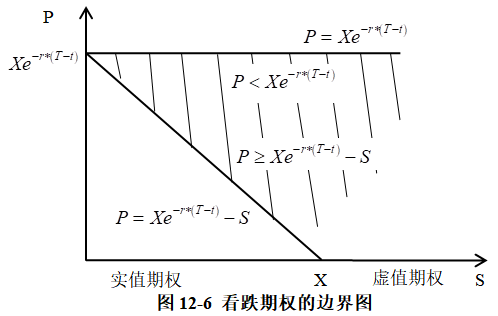 P
P = Xe^{-r*(T-t)}
Xe^{-r*(T-t)}
P < Xe^{-r*(T-t)}
P ≥ Xe^{-r*(T-t)} - S
P = Xe^{-r*(T-t)} - S
实值期权 X 虚值期权 S
图 12-6 看跌期权的边界图